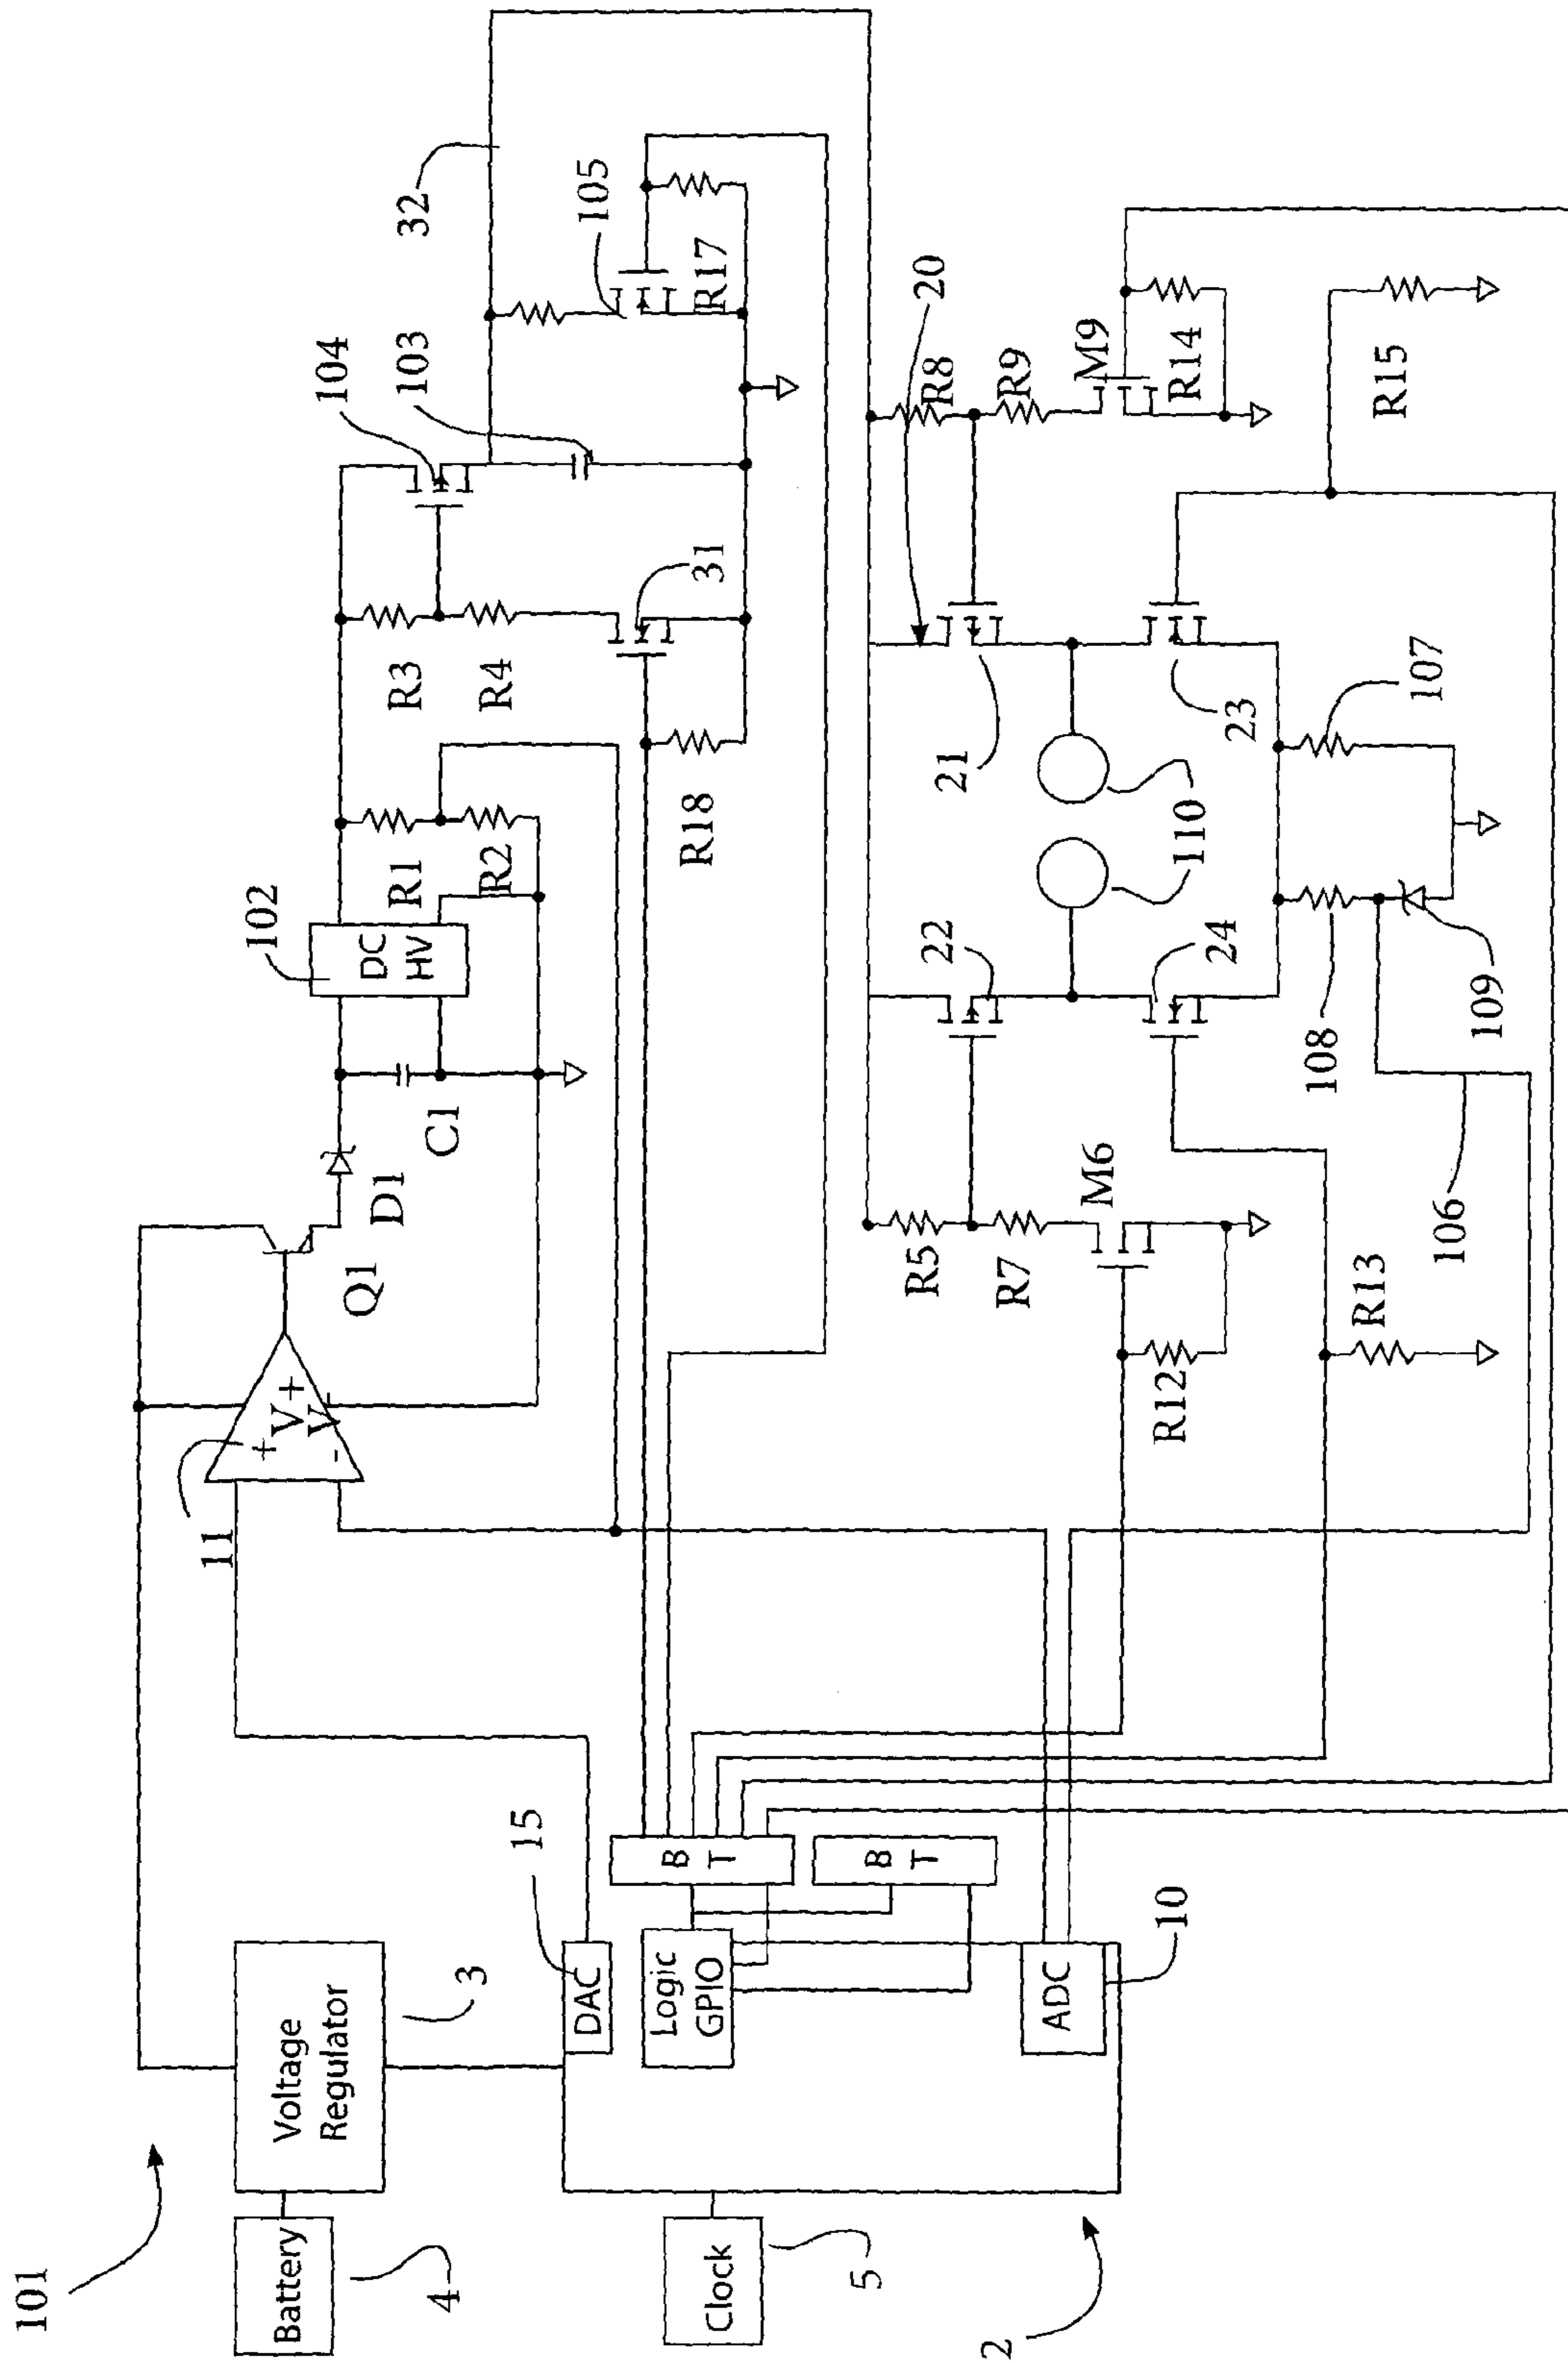 101
Battery
4
Voltage
Regulator
3
Clock
5
2
DAC
15
Logic
GPIO
B
T
B
T
ADC
10
11
+
V+
V-
-
Q1
D1
C1
102
DC
HV
R1
R2
R3
R4
R18
31
104
103
32
105
R17
R5
R7
M6
R12
R13
22
24
21
23
20
110
R8
R9
M9
R14
R15
106
108
109
107